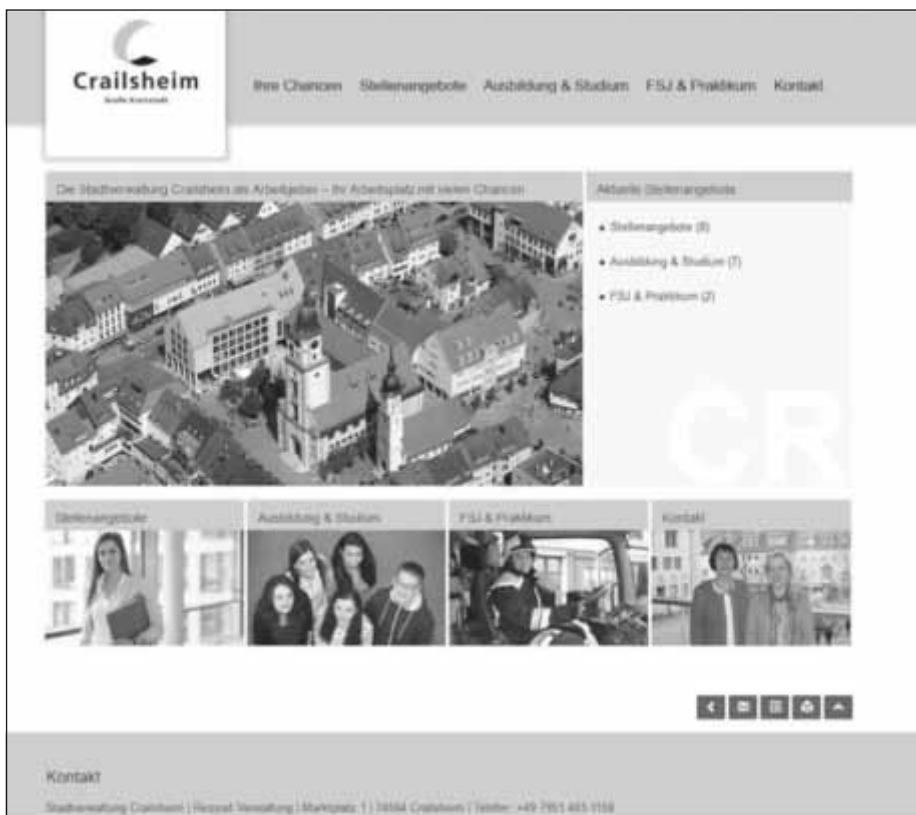 Crailsheim
Ihre Chancen Stellenangebote Ausbildung & Studium FSJ & Praktikum Kontakt
Die Stadtverwaltung Crailsheim als Arbeitgeber – Ihr Arbeitsplatz mit vielen Chancen
Aktuelle Stellenangebote
Stellenangebote (8)
Ausbildung & Studium (7)
FSJ & Praktikum (2)
CR
Stellenangebote
Ausbildung & Studium
FSJ & Praktikum
Kontakt
Kontakt
Stadtverwaltung Crailsheim | Ressort Verwaltung | Marktplatz 1 | 74564 Crailsheim | Telefon: +49 7951